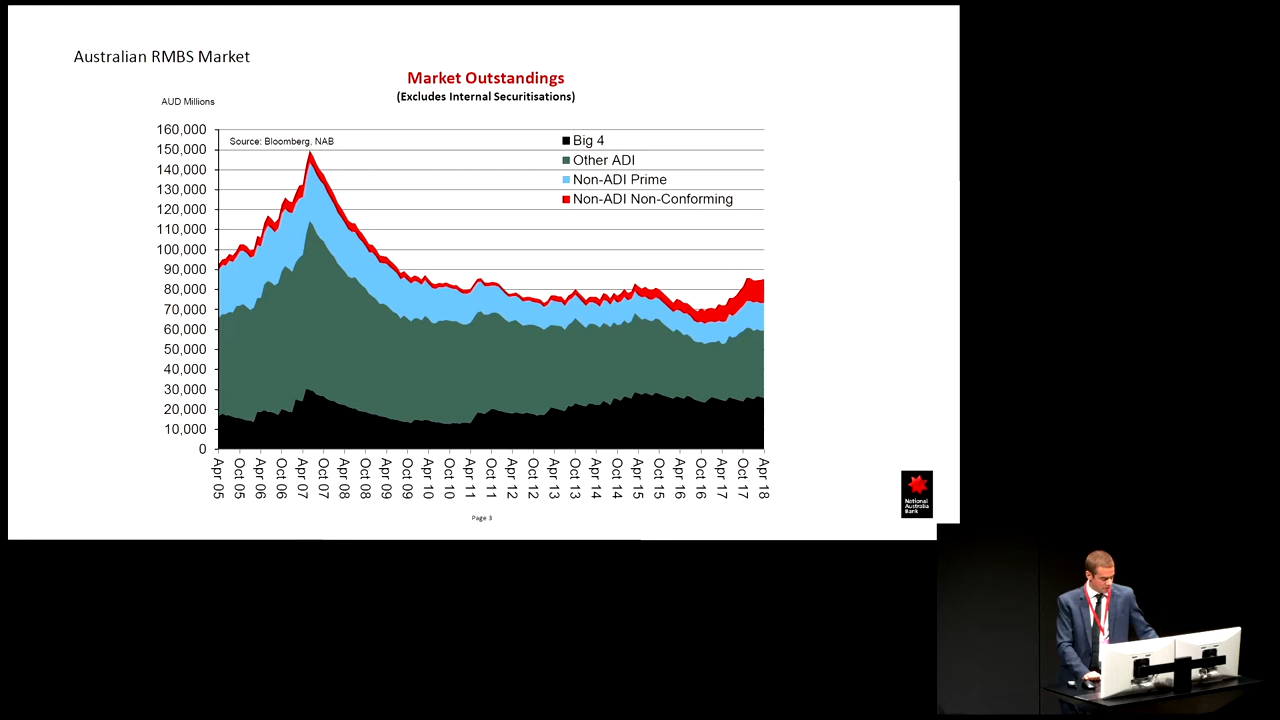 Australian RMBS Market
Market Outstandings
(Excludes Internal Securitisations)
AUD Millions
160,000
150,000
140,000
130,000
120,000
110,000
100,000
90,000
80,000
70,000
60,000
50,000
40,000
30,000
20,000
10,000
0
Source: Bloomberg, NAB
Big 4
Other ADI
Non-ADI Prime
Non-ADI Non-Conforming
Apr 05
Oct 05
Apr 06
Oct 06
Apr 07
Oct 07
Apr 08
Oct 08
Apr 09
Oct 09
Apr 10
Oct 10
Apr 11
Oct 11
Apr 12
Oct 12
Apr 13
Oct 13
Apr 14
Oct 14
Apr 15
Oct 15
Apr 16
Oct 16
Apr 17
Oct 17
Apr 18
National
Australia
Bank
Page 3